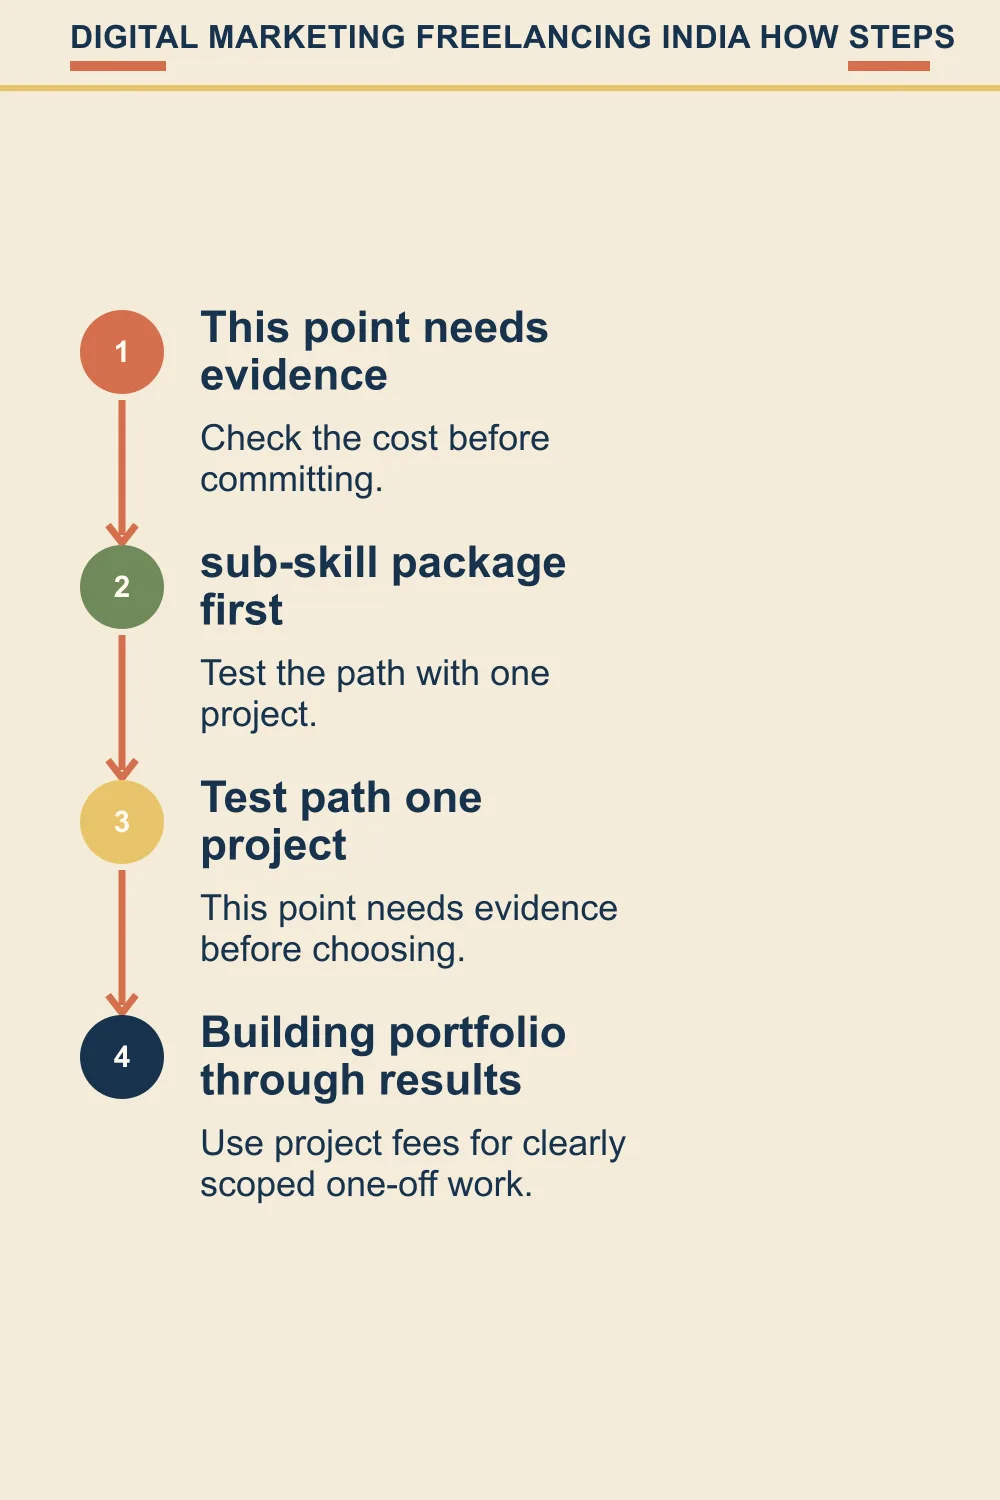 DIGITAL MARKETING FREELANCING INDIA HOW STEPS
1
This point needs
evidence
Check the cost before
committing.
2
sub-skill package
first
Test the path with one
project.
3
Test path one
project
This point needs evidence
before choosing.
4
Building portfolio
through results
Use project fees for clearly
scoped one-off work.